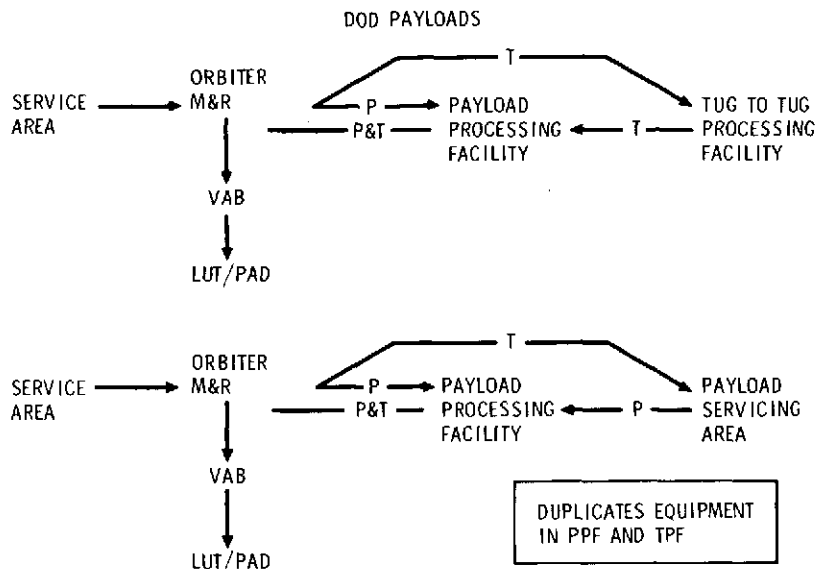 DOD PAYLOADS
T
ORBITER
M&R
SERVICE
AREA
P
PAYLOAD
PROCESSING
FACILITY
P&T
T
TUG TO TUG
PROCESSING
FACILITY
VAB
LUT/PAD
T
ORBITER
M&R
SERVICE
AREA
P
PAYLOAD
PROCESSING
FACILITY
P&T
P
PAYLOAD
SERVICING
AREA
VAB
LUT/PAD
DUPLICATES EQUIPMENT
IN PPF AND TPF